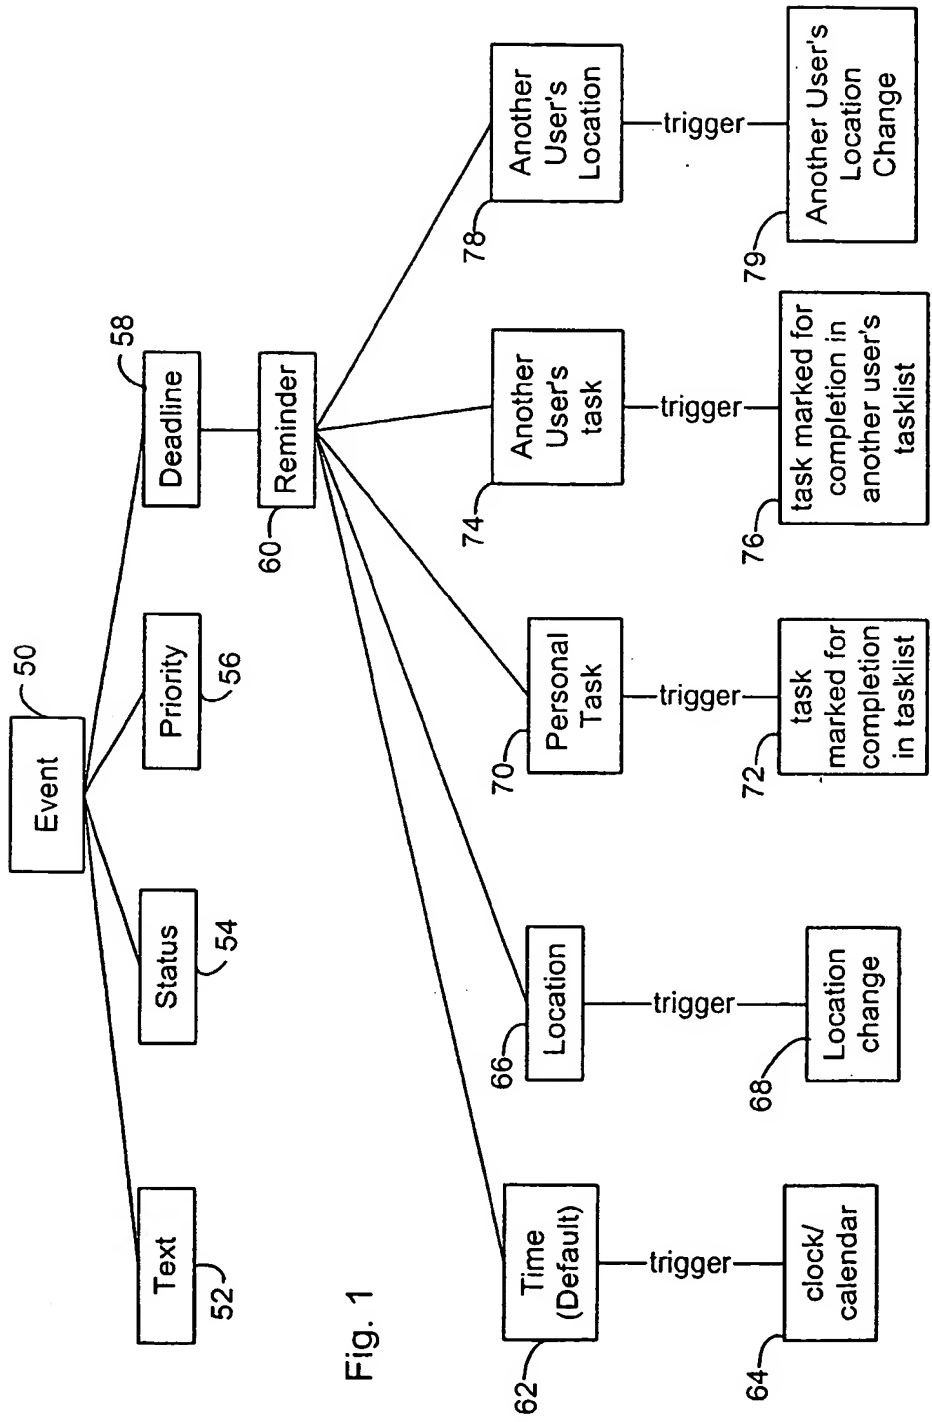 Event
50
Text
52
Status
54
Priority
56
Deadline
58
Reminder
60
Fig. 1
Time
(Default)
62
Location
66
Personal
Task
70
Another
User's
task
74
Another
User's
Location
78
trigger
trigger
trigger
trigger
trigger
clock/
calendar
64
Location
change
68
task
marked for
completion
in tasklist
72
task marked for
completion in
another user's
tasklist
76
Another User's
Location
Change
79